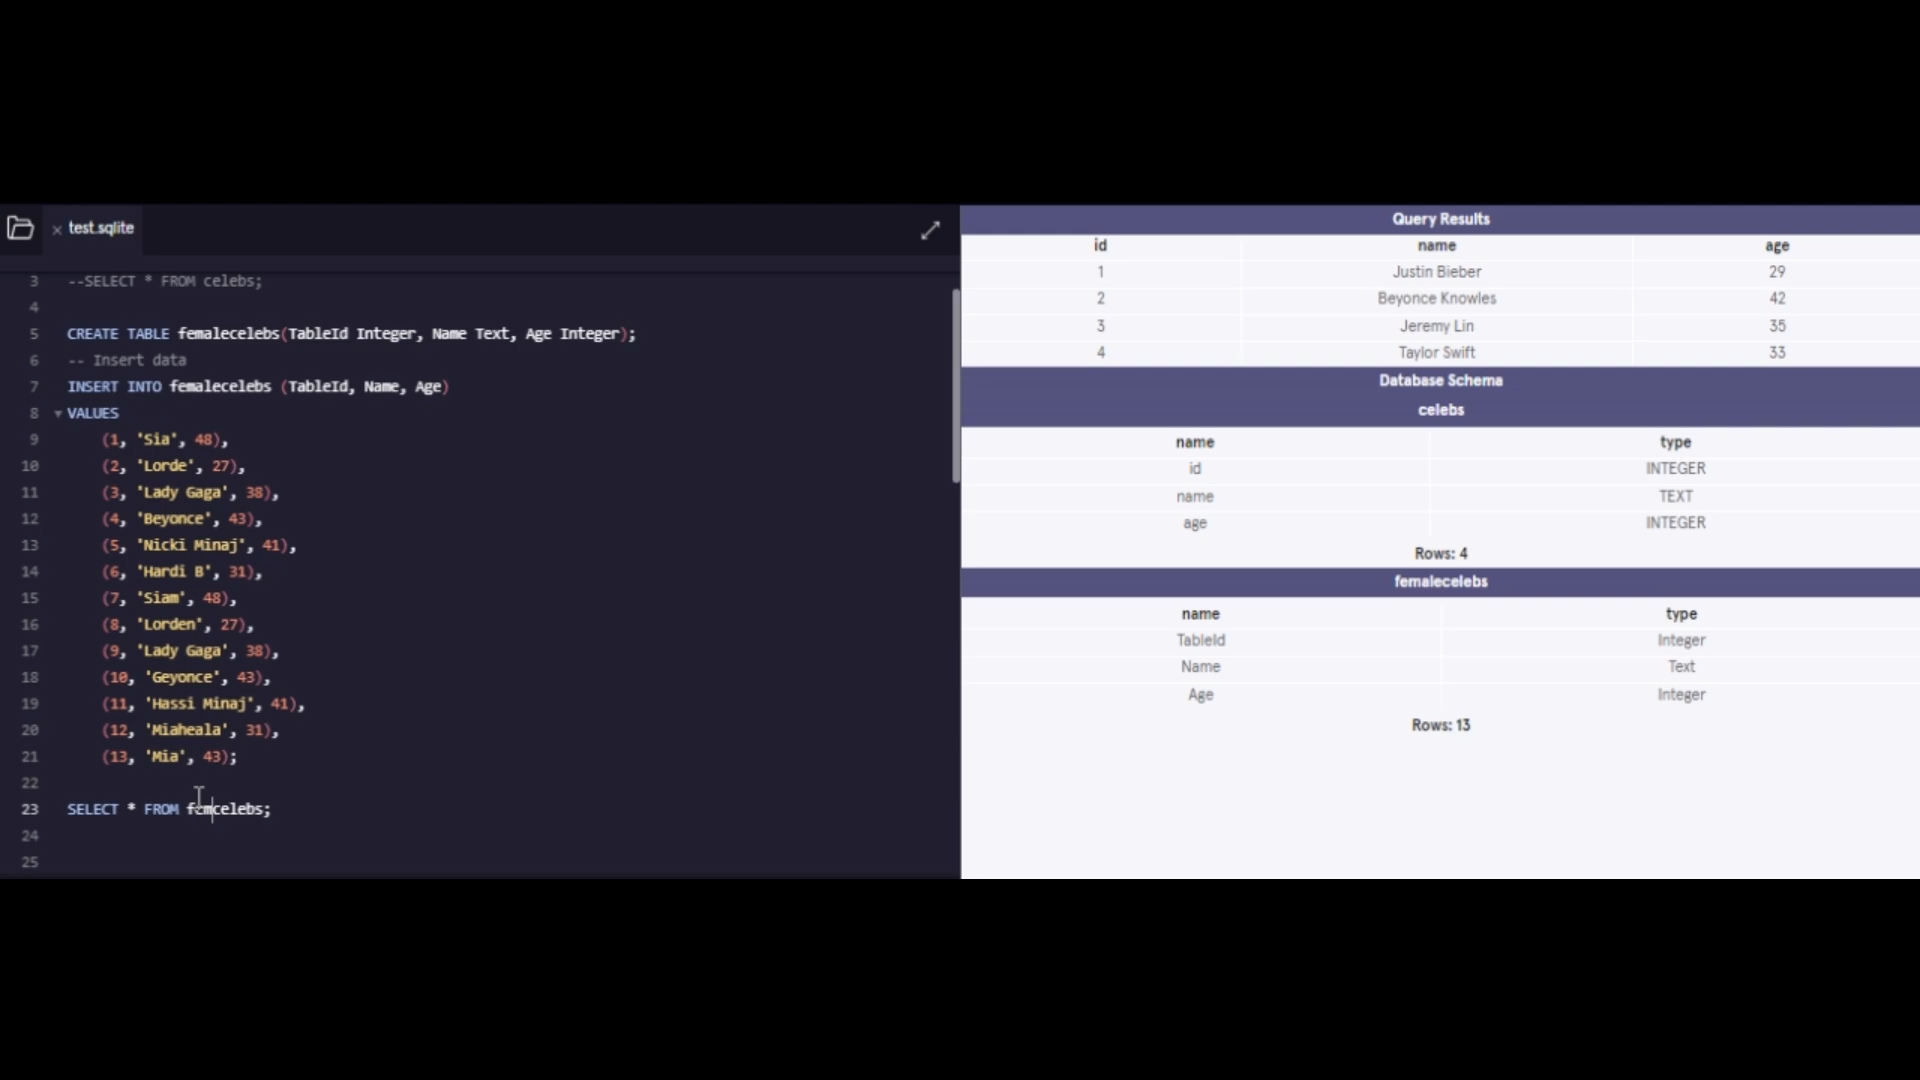 test.sqlite
3 --SELECT * FROM celebs;
4
5 CREATE TABLE femalecelebs(TableId Integer, Name Text, Age Integer);
6 -- Insert data
7 INSERT INTO femalecelebs (TableId, Name, Age)
8 VALUES
9 (1, 'Sia', 48),
10 (2, 'Lorde', 27),
11 (3, 'Lady Gaga', 38),
12 (4, 'Beyonce', 43),
13 (5, 'Nicki Minaj', 41),
14 (6, 'Hardi B', 31),
15 (7, 'Siam', 48),
16 (8, 'Lorden', 27),
17 (9, 'Lady Gaga', 38),
18 (10, 'Geyonce', 43),
19 (11, 'Hassi Minaj', 41),
20 (12, 'Miaheala', 31),
21 (13, 'Mia', 43);
22
23 SELECT * FROM femcelebs;
24
25
Query Results
id name age
1 Justin Bieber 29
2 Beyonce Knowles 42
3 Jeremy Lin 35
4 Taylor Swift 33
Database Schema
celebs
name type
id INTEGER
name TEXT
age INTEGER
Rows: 4
femalecelebs
name type
TableId Integer
Name Text
Age Integer
Rows: 13